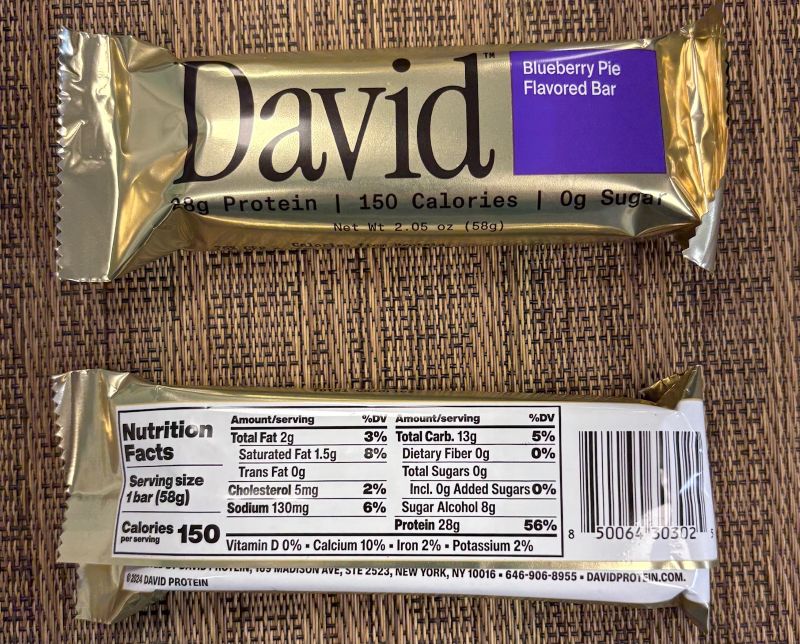 David™
Blueberry Pie
Flavored Bar
28g Protein | 150 Calories | 0g Sugar
Net Wt 2.05 oz (58g)
Nutrition
Facts
Serving size
1 bar (58g)
Calories 150
per serving
Amount/serving %DV
Total Fat 2g 3%
Saturated Fat 1.5g 8%
Trans Fat 0g
Cholesterol 5mg 2%
Sodium 130mg 6%
Amount/serving %DV
Total Carb. 13g 5%
Dietary Fiber 0g 0%
Total Sugars 0g
Incl. 0g Added Sugars 0%
Sugar Alcohol 8g
Protein 28g 56%
Vitamin D 0% • Calcium 10% • Iron 2% • Potassium 2%
8 50064 30302 5
DAVID PROTEIN, 169 MADISON AVE, STE 2523, NEW YORK, NY 10016 • 646-906-8955 • DAVIDPROTEIN.COM.
©2024 DAVID PROTEIN